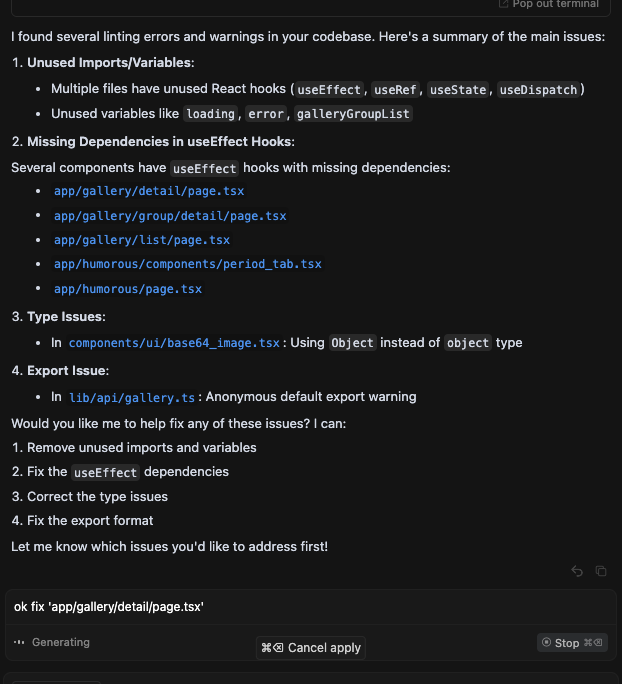 Pop out terminal
I found several linting errors and warnings in your codebase. Here's a summary of the main issues:
1. Unused Imports/Variables:
• Multiple files have unused React hooks (useEffect, useRef, useState, useDispatch)
• Unused variables like loading, error, galleryGroupList
2. Missing Dependencies in useEffect Hooks:
Several components have useEffect hooks with missing dependencies:
• app/gallery/detail/page.tsx
• app/gallery/group/detail/page.tsx
• app/gallery/list/page.tsx
• app/humorous/components/period_tab.tsx
• app/humorous/page.tsx
3. Type Issues:
• In components/ui/base64_image.tsx: Using Object instead of object type
4. Export Issue:
• In lib/api/gallery.ts: Anonymous default export warning
Would you like me to help fix any of these issues? I can:
1. Remove unused imports and variables
2. Fix the useEffect dependencies
3. Correct the type issues
4. Fix the export format
Let me know which issues you'd like to address first!
ok fix 'app/gallery/detail/page.tsx'
Generating
⌘⌫ Cancel apply
Stop ⌘⌫